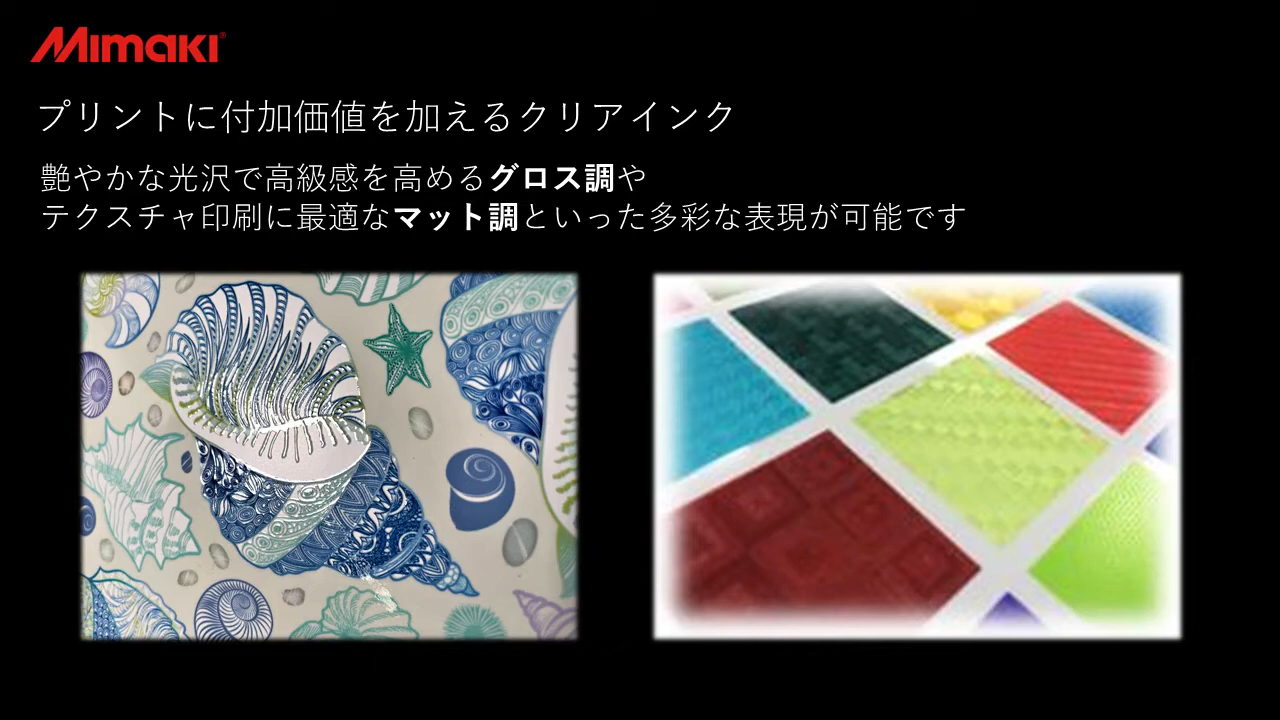 Mimaki®
プリントに付加価値を加えるクリアインク
艶やかな光沢で高級感を高めるグロス調や
テクスチャ印刷に最適なマット調といった多彩な表現が可能です